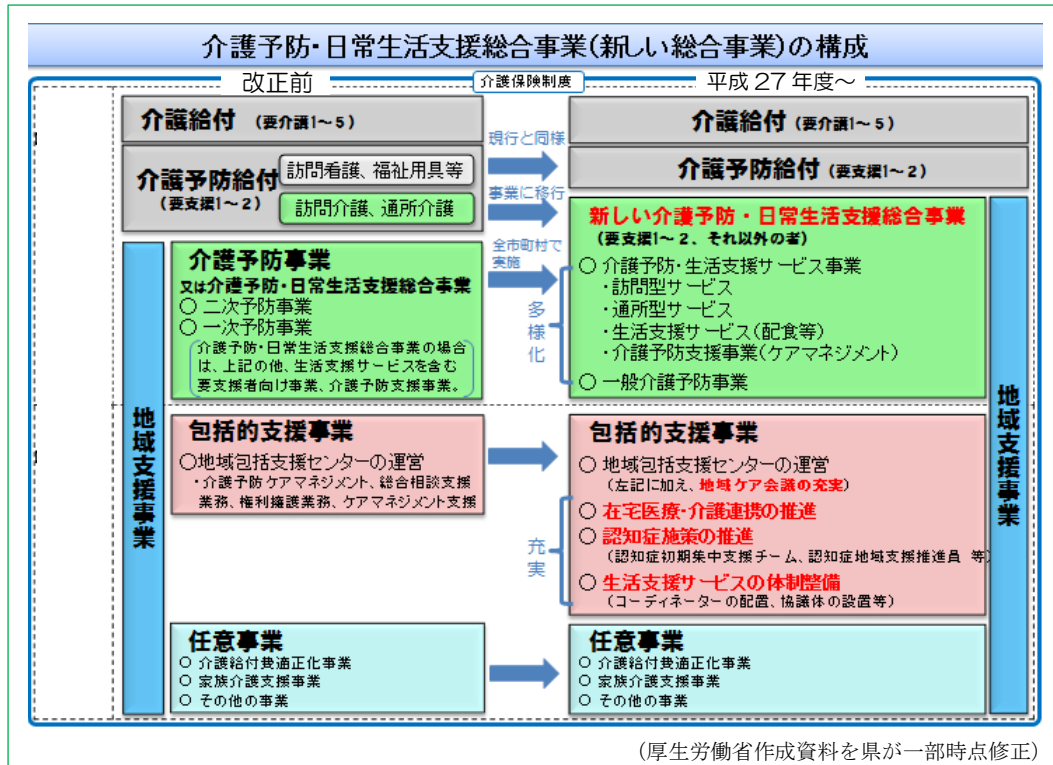 介護予防・日常生活支援総合事業(新しい総合事業)の構成
改正前
介護保険制度
平成27年度～
介護給付 (要介護1～5)
現行と同様
介護給付 (要介護1～5)
介護予防給付
(要支援1～2)
訪問看護、福祉用具等
訪問介護、通所介護
事業に移行
介護予防給付 (要支援1～2)
新しい介護予防・日常生活支援総合事業
(要支援1～2、それ以外の者)
○ 介護予防・生活支援サービス事業
・訪問型サービス
・通所型サービス
・生活支援サービス(配食等)
・介護予防支援事業(ケアマネジメント)
○ 一般介護予防事業
全市町村で
実施
多様化
介護予防事業
又は介護予防・日常生活支援総合事業
○ 二次予防事業
○ 一次予防事業
介護予防・日常生活支援総合事業の場合
は、上記の他、生活支援サービスを含む
要支援者向け事業、介護予防支援事業。
地域支援事業
包括的支援事業
○地域包括支援センターの運営
・介護予防ケアマネジメント、総合相談支援
業務、権利擁護業務、ケアマネジメント支援
充実
包括的支援事業
○ 地域包括支援センターの運営
(左記に加え、地域ケア会議の充実)
○ 在宅医療・介護連携の推進
○ 認知症施策の推進
(認知症初期集中支援チーム、認知症地域支援推進員 等)
○ 生活支援サービスの体制整備
(コーディネーターの配置、協議体の設置等)
地域支援事業
任意事業
○ 介護給付費適正化事業
○ 家族介護支援事業
○ その他の事業
任意事業
○ 介護給付費適正化事業
○ 家族介護支援事業
○ その他の事業
(厚生労働省作成資料を県が一部時点修正)